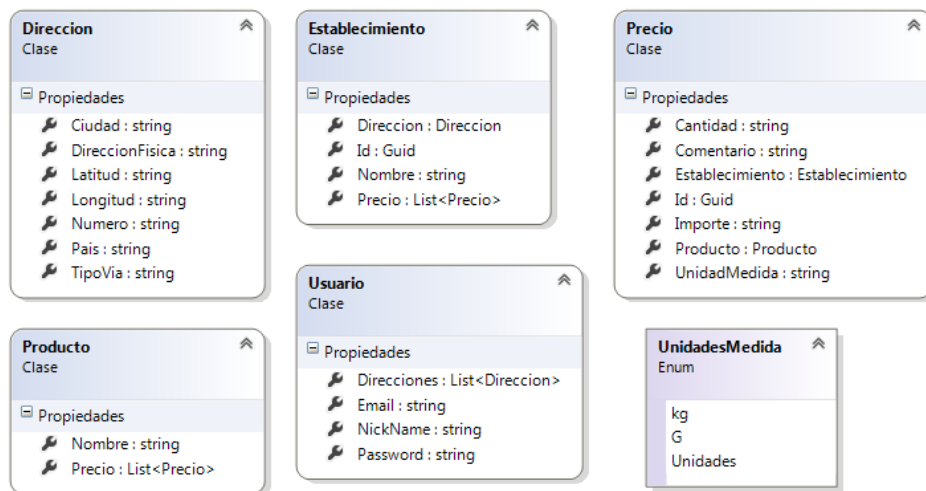 Direccion
Clase
Propiedades
Ciudad : string
DireccionFisica : string
Latitud : string
Longitud : string
Numero : string
Pais : string
TipoVia : string
Establecimiento
Clase
Propiedades
Direccion : Direccion
Id : Guid
Nombre : string
Precio : List<Precio>
Precio
Clase
Propiedades
Cantidad : string
Comentario : string
Establecimiento : Establecimiento
Id : Guid
Importe : string
Producto : Producto
UnidadMedida : string
Producto
Clase
Propiedades
Nombre : string
Precio : List<Precio>
Usuario
Clase
Propiedades
Direcciones : List<Direccion>
Email : string
NickName : string
Password : string
UnidadesMedida
Enum
kg
G
Unidades